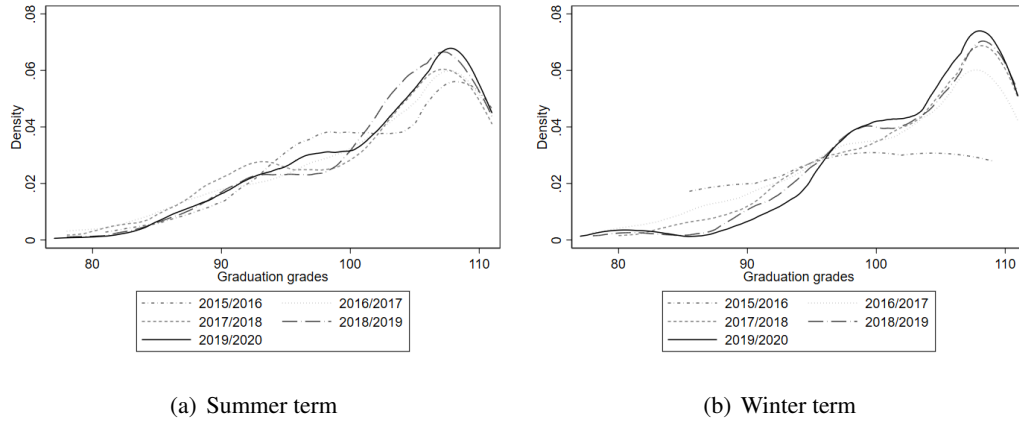 .08
.06
.04
.02
0
Density
80 90 100 110
Graduation grades
2015/2016 2016/2017
2017/2018 2018/2019
2019/2020
(a) Summer term
.08
.06
.04
.02
0
Density
80 90 100 110
Graduation grades
2015/2016 2016/2017
2017/2018 2018/2019
2019/2020
(b) Winter term